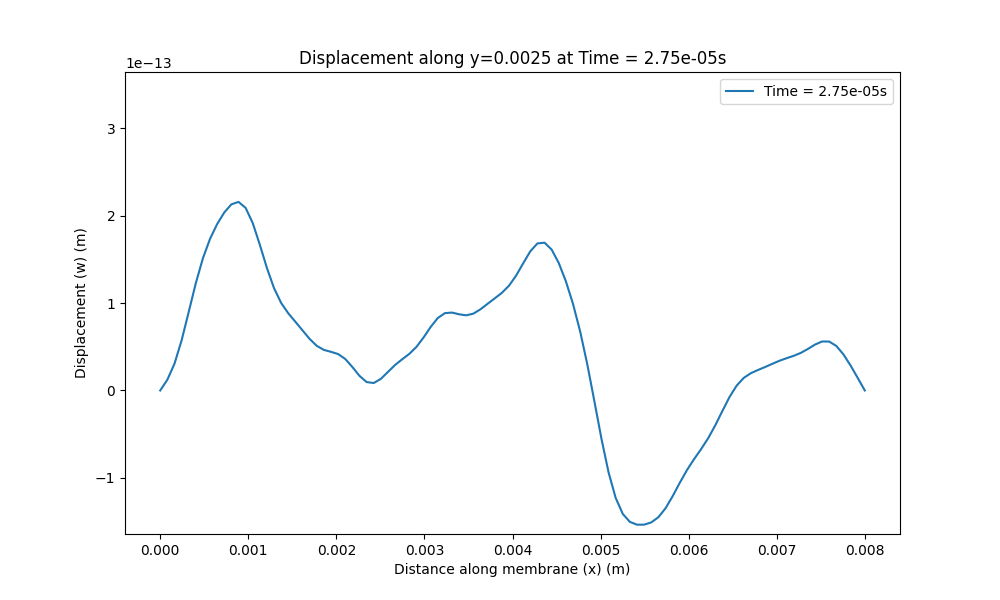 Displacement along y=0.0025 at Time = 2.75e-05s
1e−13
Time = 2.75e-05s
3
2
1
0
−1
Displacement (w) (m)
0.000 0.001 0.002 0.003 0.004 0.005 0.006 0.007 0.008
Distance along membrane (x) (m)